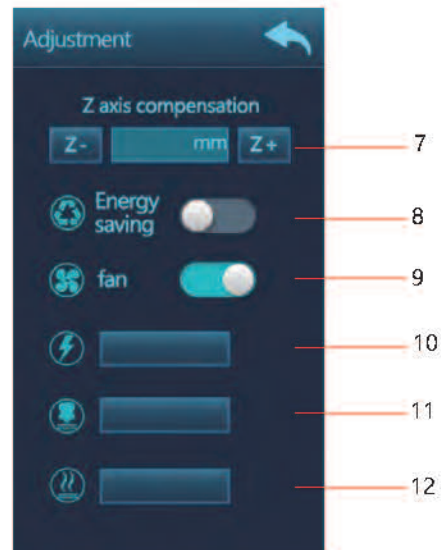 Adjustment
Z axis compensation
Z- mm Z+ 7
Energy
saving 8
fan 9
10
11
12